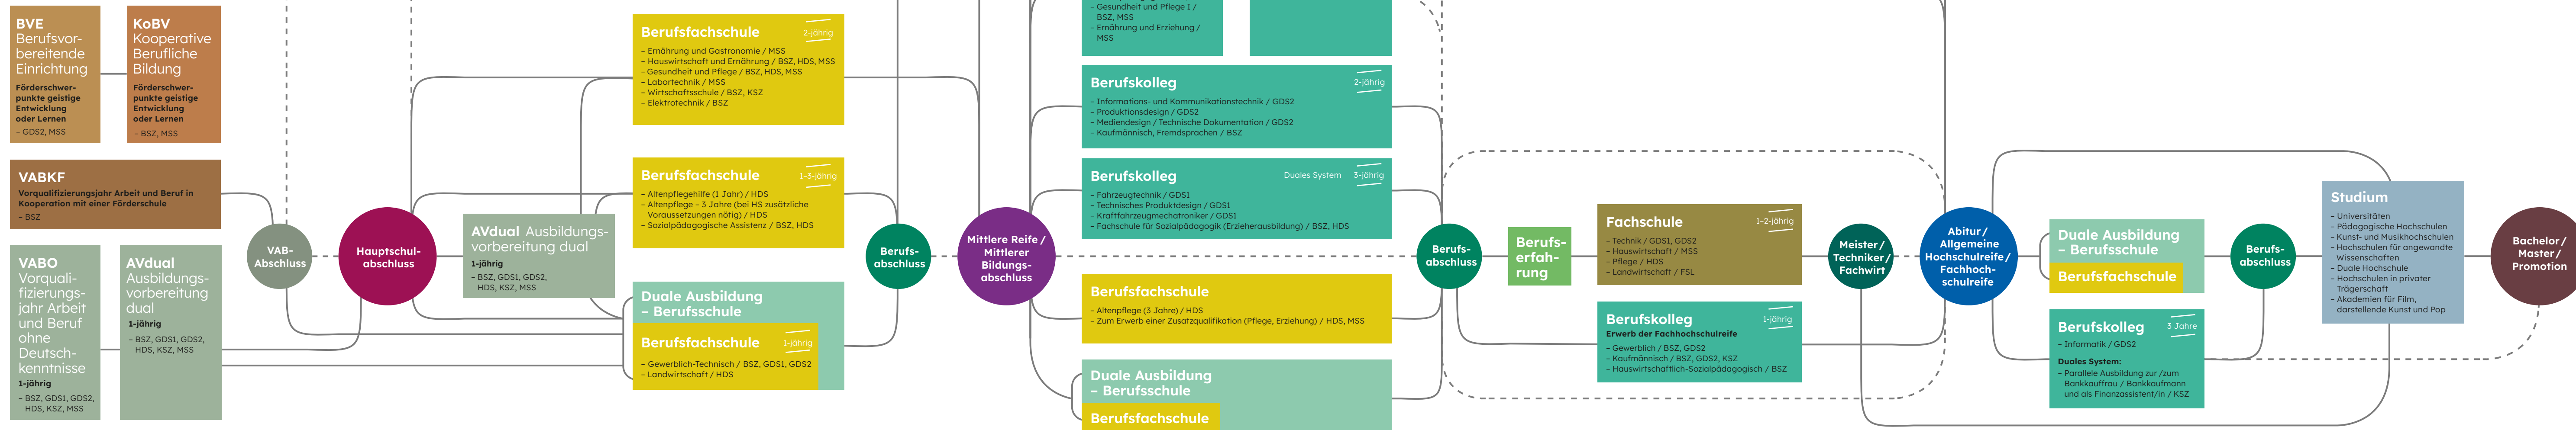 BVE
Berufsvor-
bereitende
Einrichtung
Förderschwer-
punkte geistige
Entwicklung
oder Lernen
– GDS2, MSS
KoBV
Kooperative
Berufliche
Bildung
Förderschwer-
punkte geistige
Entwicklung
oder Lernen
– BSZ, MSS
VABKF
Vorqualifizierungsjahr Arbeit und Beruf in
Kooperation mit einer Förderschule
– BSZ
VABO
Vorquali-
fizierungs-
jahr Arbeit
und Beruf
ohne
Deutsch-
kenntnisse
1-jährig
– BSZ, GDS1, GDS2,
HDS, KSZ, MSS
AVdual
Ausbildungs-
vorbereitung
dual
1-jährig
– BSZ, GDS1, GDS2,
HDS, KSZ, MSS
VAB-
Abschluss
Hauptschul-
abschluss
AVdual Ausbildungs-
vorbereitung dual
1-jährig
– BSZ, GDS1, GDS2,
HDS, KSZ, MSS
Berufsfachschule 2-jährig
– Ernährung und Gastronomie / MSS
– Hauswirtschaft und Ernährung / BSZ, HDS, MSS
– Gesundheit und Pflege / BSZ, HDS, MSS
– Labortechnik / MSS
– Wirtschaftsschule / BSZ, KSZ
– Elektrotechnik / BSZ
Berufsfachschule 1-3-jährig
– Altenpflegehilfe (1 Jahr) / HDS
– Altenpflege – 3 Jahre (bei HS zusätzliche
Voraussetzungen nötig) / HDS
– Sozialpädagogische Assistenz / BSZ, HDS
Duale Ausbildung
– Berufsschule
Berufsfachschule 1-jährig
– Gewerblich-Technisch / BSZ, GDS1, GDS2
– Landwirtschaft / HDS
Berufs-
abschluss
Mittlere Reife /
Mittlerer
Bildungs-
abschluss
– Gesundheit und Pflege I /
BSZ, MSS
– Ernährung und Erziehung /
MSS
Berufskolleg 2-jährig
– Informations- und Kommunikationstechnik / GDS2
– Produktionsdesign / GDS2
– Mediendesign / Technische Dokumentation / GDS2
– Kaufmännisch, Fremdsprachen / BSZ
Berufskolleg Duales System 3-jährig
– Fahrzeugtechnik / GDS1
– Technisches Produktdesign / GDS1
– Kraftfahrzeugmechatroniker / GDS1
– Fachschule für Sozialpädagogik (Erzieherausbildung) / BSZ, HDS
Berufsfachschule
– Altenpflege (3 Jahre) / HDS
– Zum Erwerb einer Zusatzqualifikation (Pflege, Erziehung) / HDS, MSS
Duale Ausbildung
– Berufsschule
Berufsfachschule
Berufs-
abschluss
Berufs-
erfah-
rung
Fachschule 1-2-jährig
– Technik / GDS1, GDS2
– Hauswirtschaft / MSS
– Pflege / HDS
– Landwirtschaft / FSL
Berufskolleg 1-jährig
Erwerb der Fachhochschulreife
– Gewerblich / BSZ, GDS2
– Kaufmännisch / BSZ, GDS2, KSZ
– Hauswirtschaftlich-Sozialpädagogisch / BSZ
Meister/
Techniker/
Fachwirt
Abitur/
Allgemeine
Hochschulreife/
Fachhoch-
schulreife
Duale Ausbildung
– Berufsschule
Berufsfachschule
Berufskolleg 3 Jahre
– Informatik / GDS2
Duales System:
– Parallele Ausbildung zur /zum
Bankkauffrau / Bankkaufmann
und als Finanzassistent/in / KSZ
Berufs-
abschluss
Studium
– Universitäten
– Pädagogische Hochschulen
– Kunst- und Musikhochschulen
– Hochschulen für angewandte
Wissenschaften
– Duale Hochschule
– Hochschulen in privater
Trägerschaft
– Akademien für Film,
darstellende Kunst und Pop
Bachelor/
Master/
Promotion